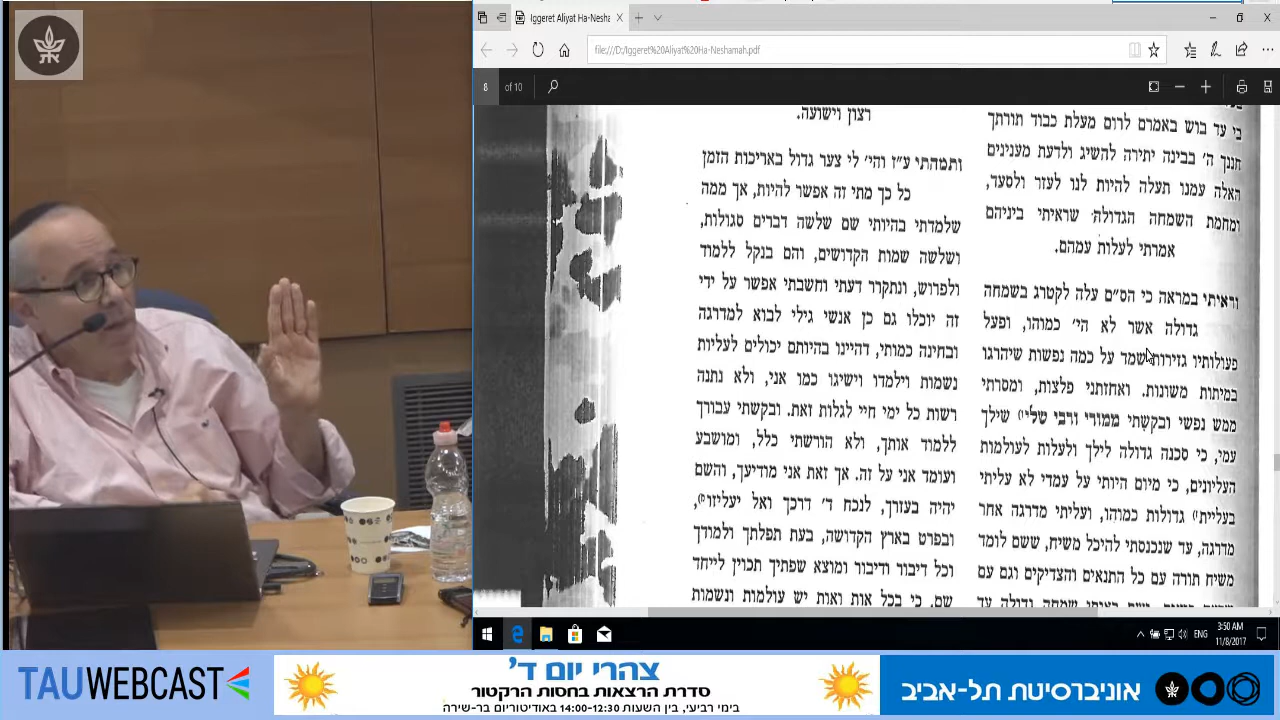 Iggeret Aliyat Ha-Nesha
file:///D:/Iggeret%20Aliyat%20Ha-Neshamah.pdf
8 of 10
בי עד בוש באמרם לרום מעלת כבוד תורתך
חננך ה׳ בבינה יתירה להשיג ולדעת מענינים
האלה עמנו תעלה להיות לנו לעזר ולסעד,
ומחמת השמחה הגדולה שראיתי ביניהם
אמרתי לעלות עמהם.
וראיתי במראה כי הס״ם עלה לקטרג בשמחה
גדולה אשר לא הי׳ כמוהו, ופעל
פעולותיו גזירות שמד על כמה נפשות שיהרגו
במיתות משונות. ואחזתני פלצות, ומסרתי
ממש נפשי ובקשתי ממורי ורבי שלי׳) שילך
עמי, כי סכנה גדולה לילך ולעלות לעולמות
העליונים, כי מיום היותי על עמדי לא עליתי
בעליית׳) גדולות כמוהו, ועליתי מדרגה אחר
מדרגה, עד שנכנסתי להיכל משיח, ששם לומד
משיח תורה עם כל התנאים והצדיקים וגם עם
רצון וישועה.
ותמהתי ע״ז והי׳ לי צער גדול באריכות הזמן
כל כך מתי זה אפשר להיות, אך ממה
שלמדתי בהיותי שם שלשה דברים סגולות,
ושלשה שמות הקדושים, והם בנקל ללמוד
ולפרוש, ונתקרר דעתי וחשבתי אפשר על ידי
זה יוכלו גם כן אנשי גילי לבוא למדרגה
ובחינה כמותי, דהיינו בהיותם יכולים לעליות
נשמות וילמדו וישיגו כמו אני, ולא נתנה
רשות כל ימי חיי לגלות זאת. ובקשתי עבורך
ללמוד אותך, ולא הורשתי כלל, ומושבע
ועומד אני על זה. אך זאת אני מודיעך, והשם
יהיה בעזרך, לנכח ד׳ דרכך ואל יעליזו׳),
ובפרט בארץ הקדושה, בעת תפלתך ולמודך
וכל דיבור ודיבור ומוצא שפתיך תכוין לייחד
שם, כי בכל אות ואות יש עולמות ונשמות
ENG
3:50 AM
11/8/2017
TAUWEBCAST
צהרי יום ד׳
סדרת הרצאות בחסות הרקטור
בימי רביעי, בין השעות 14:00-12:30 באודיטוריום בר-שירה
אוניברסיטת תל-אביב